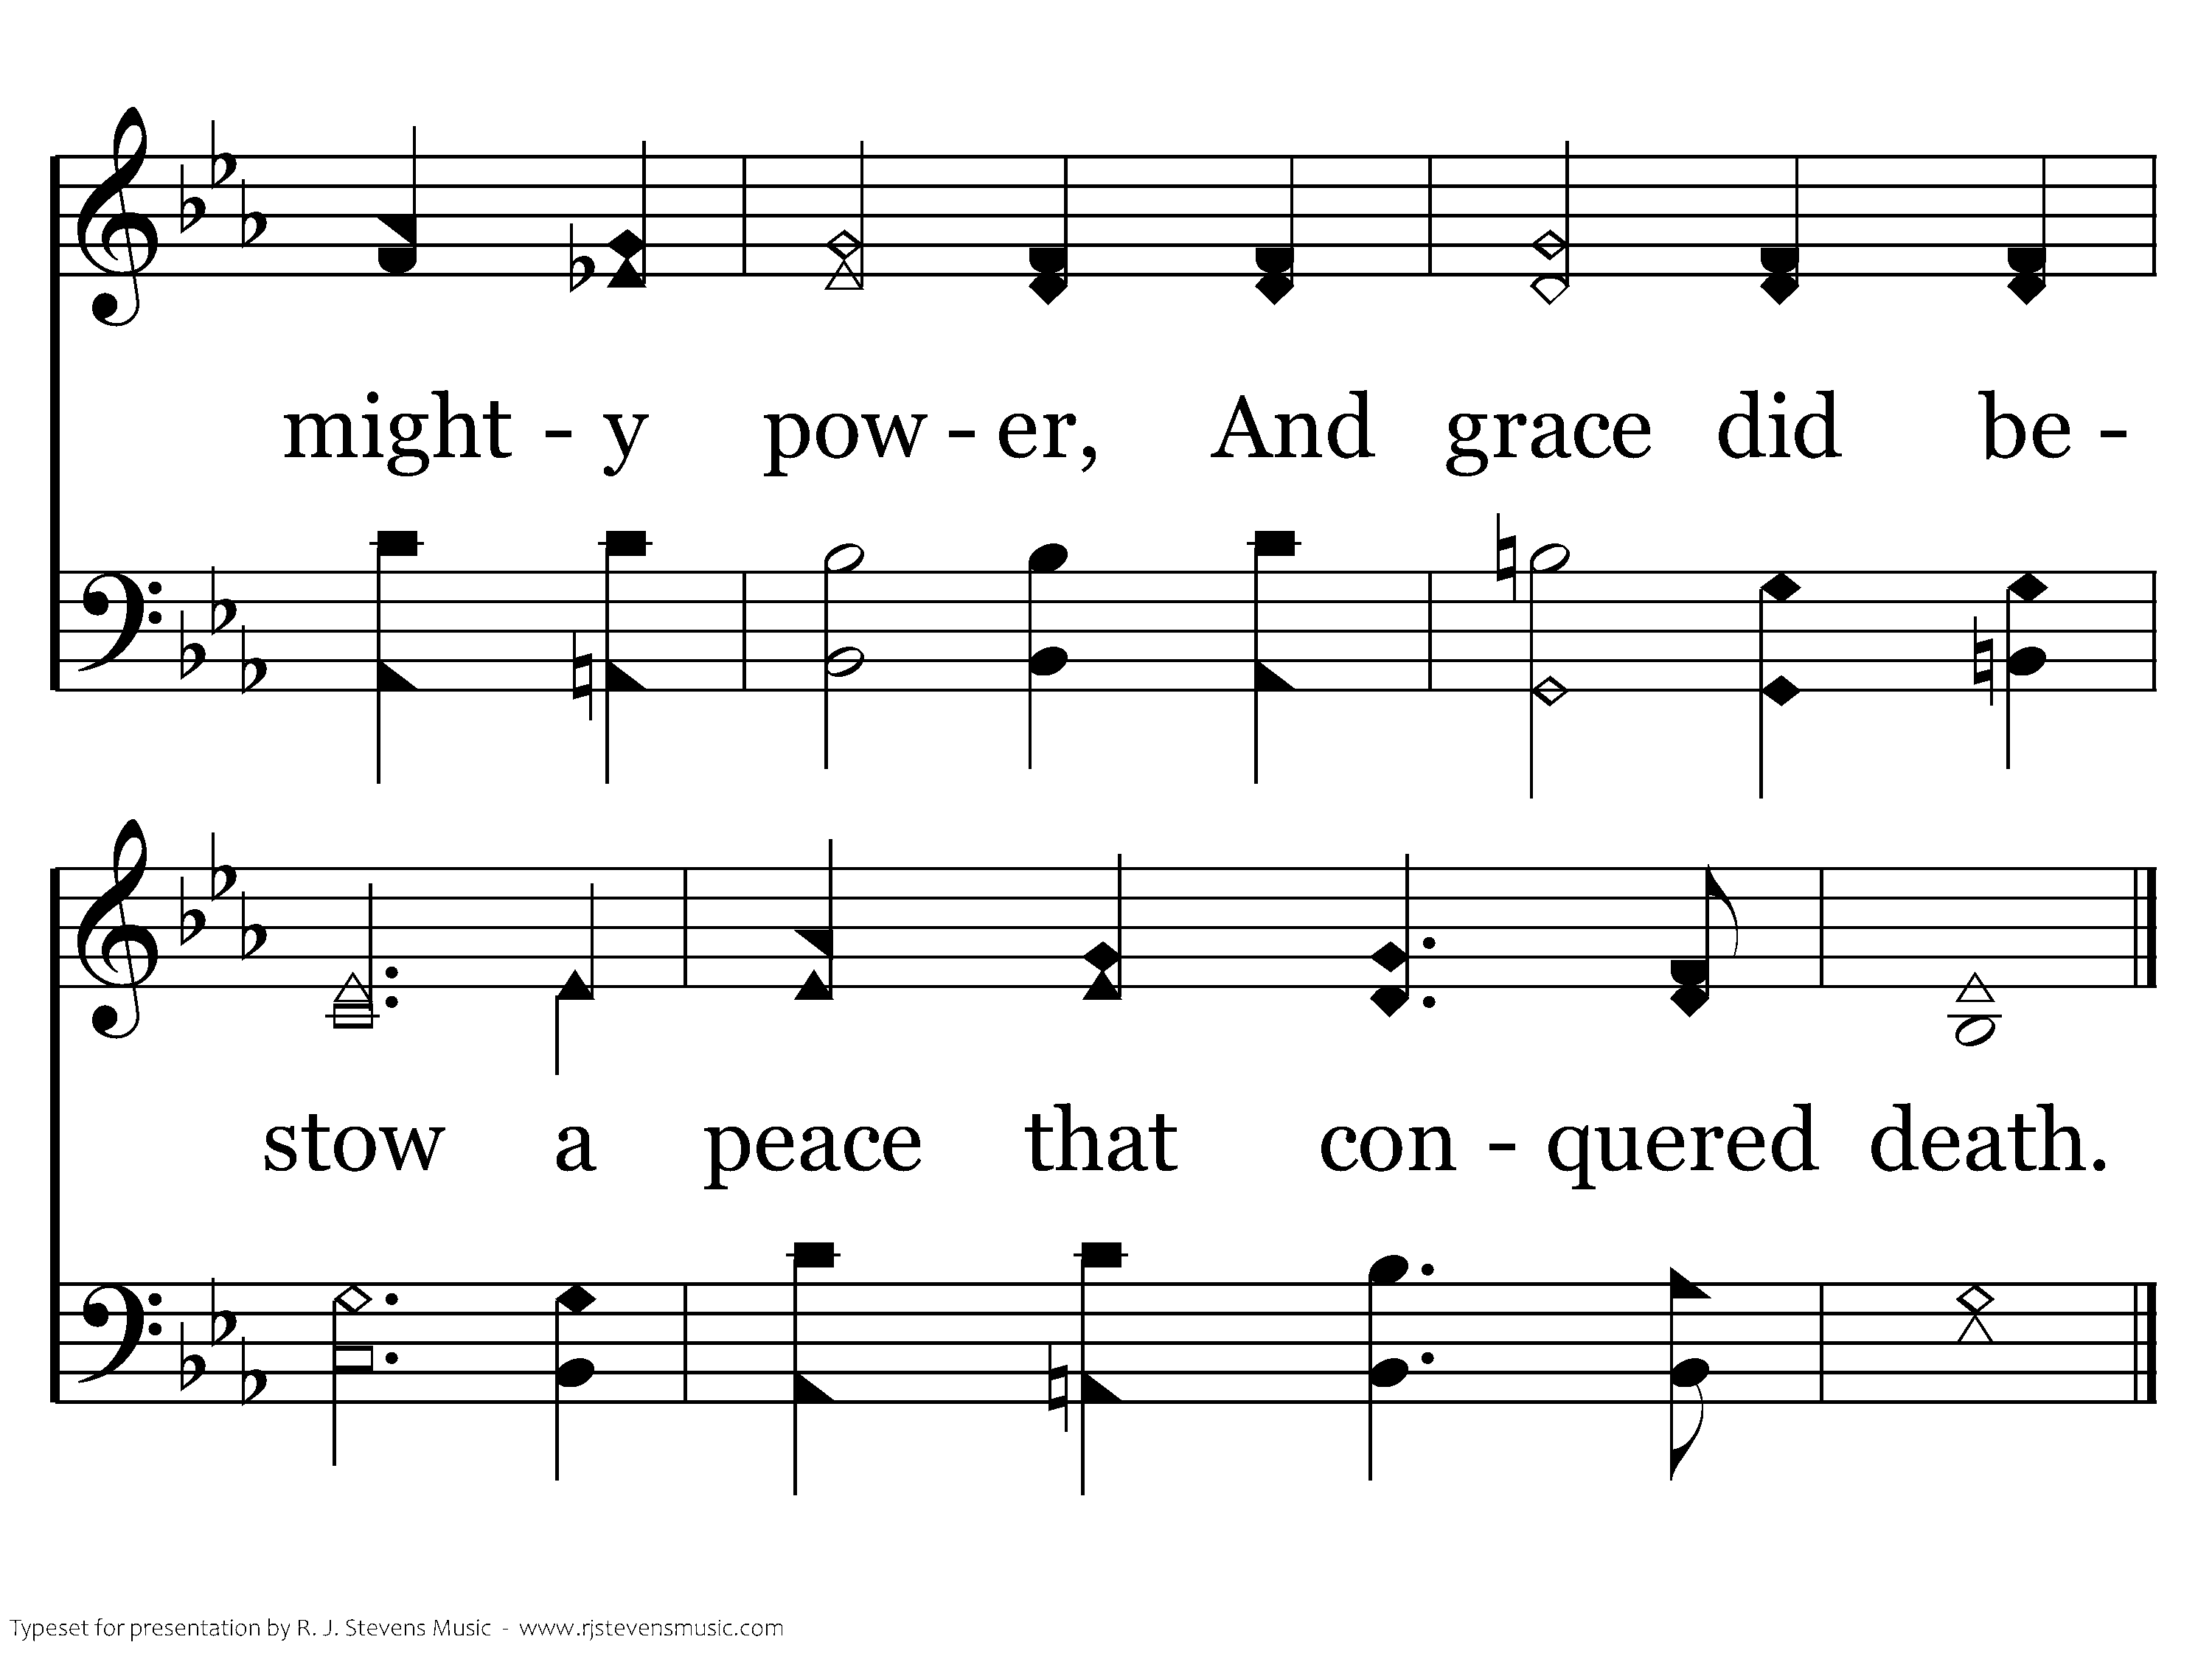 might - y pow - er, And grace did be -
stow a peace that con - quered death.
Typeset for presentation by R. J. Stevens Music - www.rjstevensmusic.com